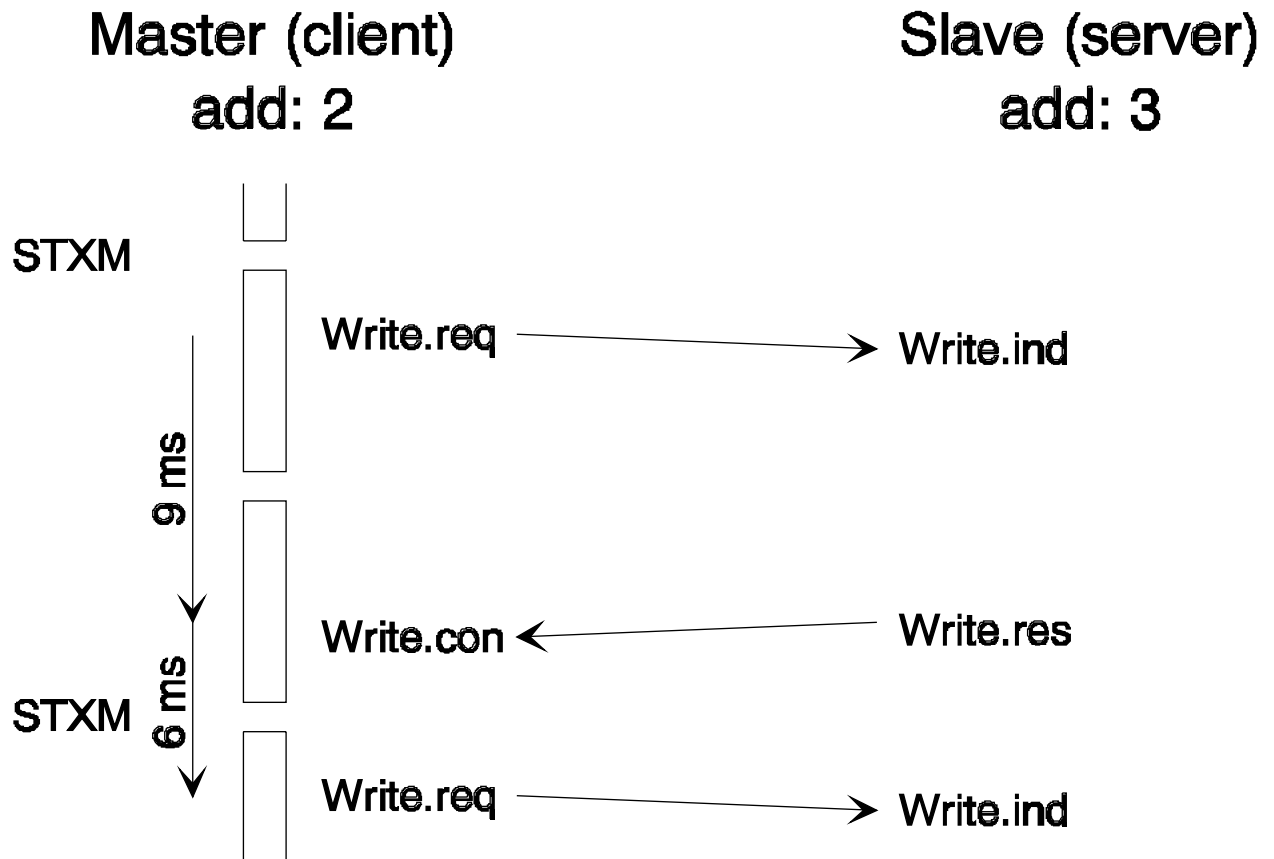 Master (client)
add: 2
Slave (server)
add: 3
STXM
Write.req
Write.ind
9 ms
Write.con
Write.res
6 ms
STXM
Write.req
Write.ind